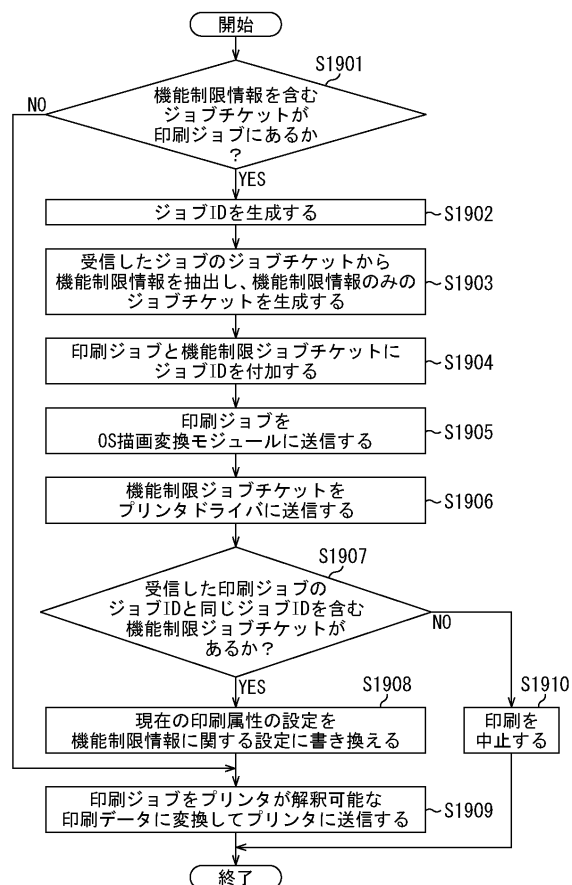 開始
S1901
機能制限情報を含む
ジョブチケットが
印刷ジョブにあるか
?
NO
YES
ジョブIDを生成する
S1902
受信したジョブのジョブチケットから
機能制限情報を抽出し、機能制限情報のみの
ジョブチケットを生成する
S1903
印刷ジョブと機能制限ジョブチケットに
ジョブIDを付加する
S1904
印刷ジョブを
OS描画変換モジュールに送信する
S1905
機能制限ジョブチケットを
プリンタドライバに送信する
S1906
S1907
受信した印刷ジョブの
ジョブIDと同じジョブIDを含む
機能制限ジョブチケットが
あるか?
NO
YES
S1908
現在の印刷属性の設定を
機能制限情報に関する設定に書き換える
S1910
印刷を
中止する
印刷ジョブをプリンタが解釈可能な
印刷データに変換してプリンタに送信する
S1909
終了